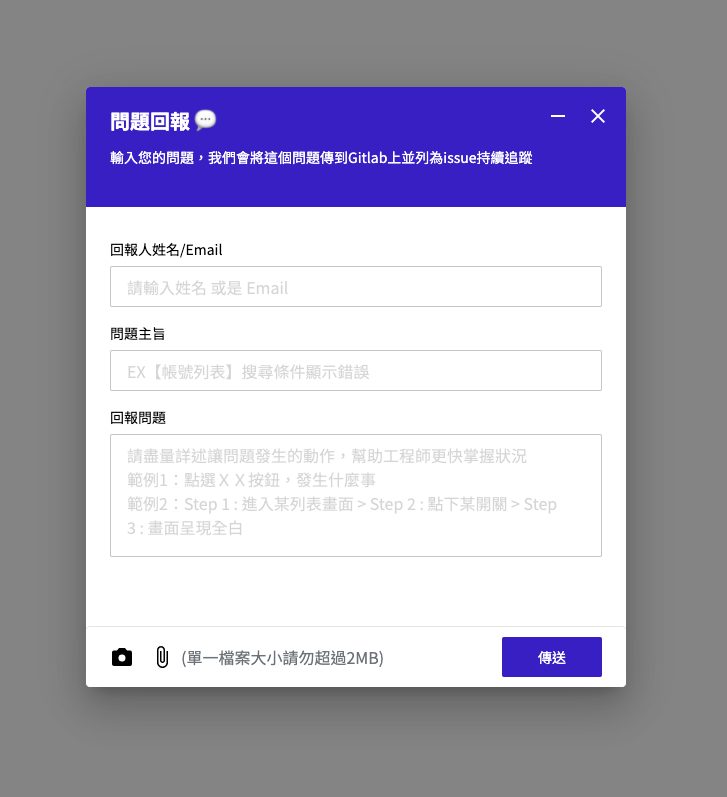 問題回報💬
輸入您的問題，我們會將這個問題傳到Gitlab上並列為issue持續追蹤
回報人姓名/Email
請輸入姓名 或是 Email
問題主旨
EX【帳號列表】搜尋條件顯示錯誤
回報問題
請盡量詳述讓問題發生的動作，幫助工程師更快掌握狀況
範例1：點選ＸＸ按鈕，發生什麼事
範例2：Step 1 : 進入某列表畫面 > Step 2 : 點下某開關 > Step
3 : 畫面呈現全白
(單一檔案大小請勿超過2MB)
傳送